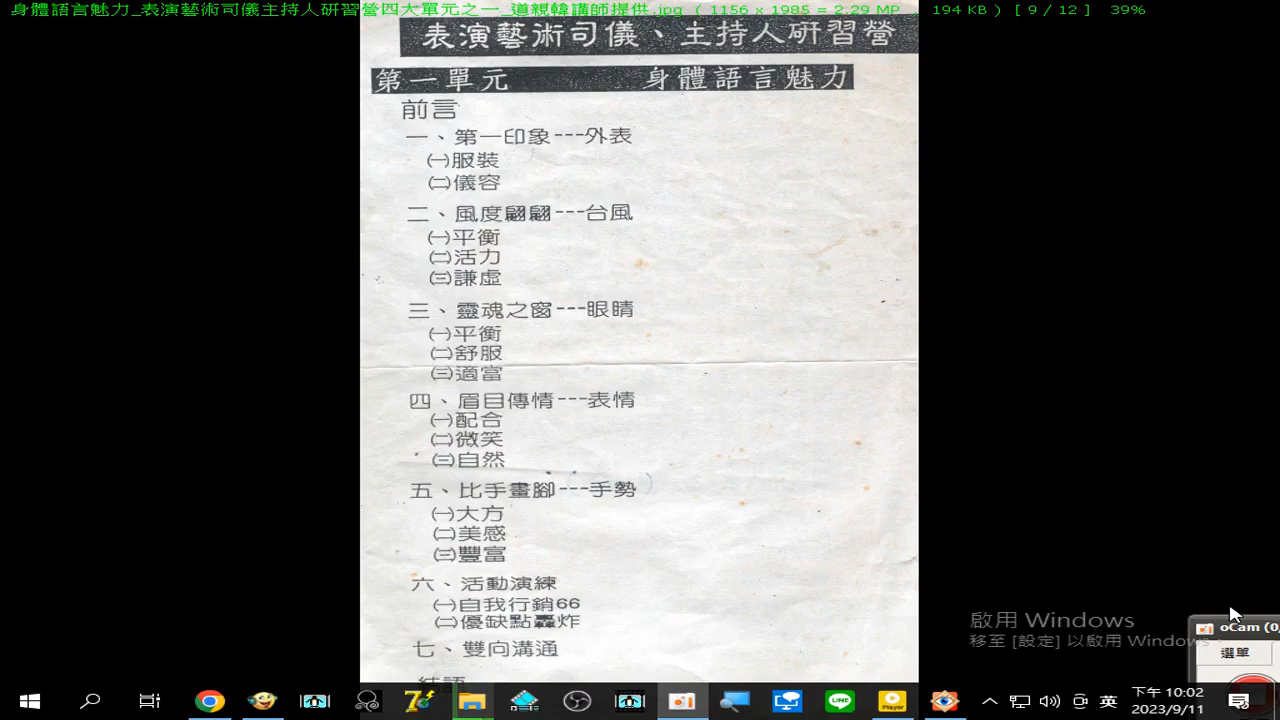 身體語言魅力_表演藝術司儀主持人研習營四大單元之一_道親韓講師提供.jpg ( 1156 x 1985 = 2.29 MP , 194 KB ) [ 9 / 12 ] 39%
表演藝術司儀、主持人研習營
第一單元 身體語言魅力
前言
一、第一印象---外表
㈠服裝
㈡儀容
二、風度翩翩---台風
㈠平衡
㈡活力
㈢謙虛
三、靈魂之窗---眼睛
㈠平衡
㈡舒服
㈢適當
四、眉目傳情---表情
㈠配合
㈡微笑
㈢自然
五、比手畫腳---手勢
㈠大方
㈡美感
㈢豐富
六、活動演練
㈠自我行銷66
㈡優缺點轟炸
七、雙向溝通
結語
啟用 Windows
移至 [設定] 以啟用 Windows。
oCam (0
選單
英
下午 10:02
2023/9/11
LINE
Player